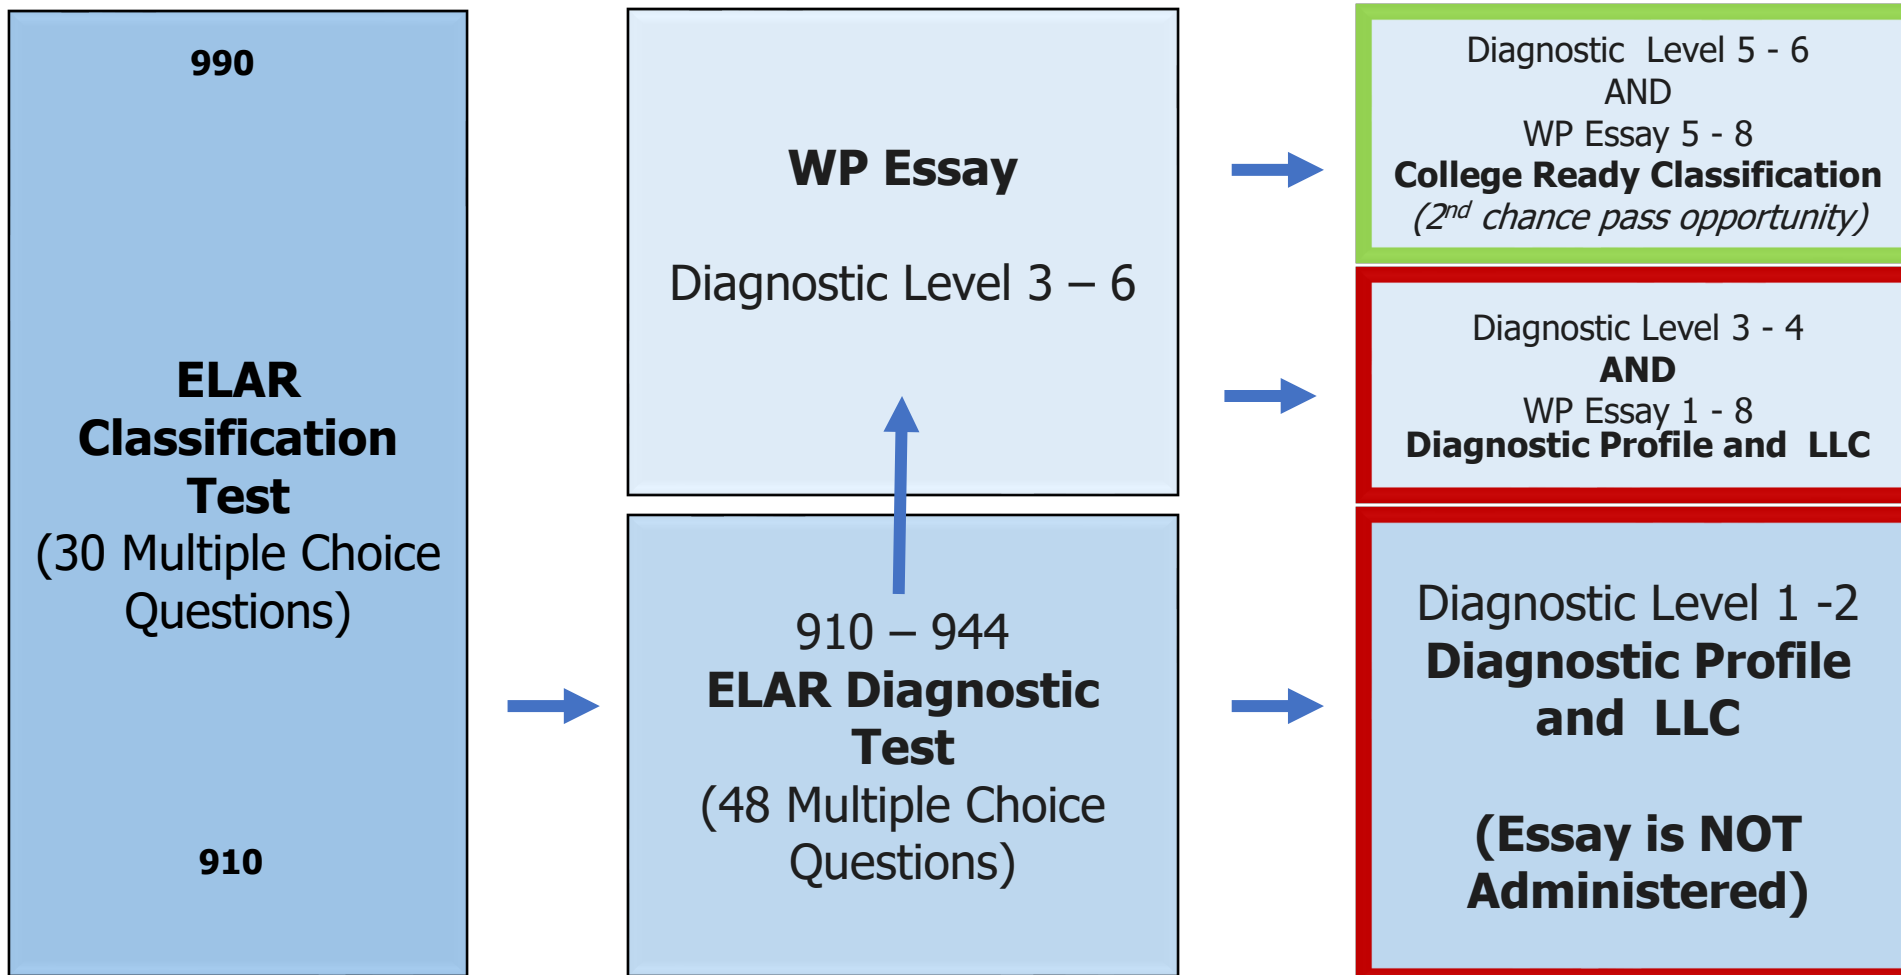 990
ELAR
Classification
Test
(30 Multiple Choice
Questions)
910
WP Essay
Diagnostic Level 3 – 6
910 – 944
ELAR Diagnostic
Test
(48 Multiple Choice
Questions)
Diagnostic Level 5 - 6
AND
WP Essay 5 - 8
College Ready Classification
(2nd chance pass opportunity)
Diagnostic Level 3 - 4
AND
WP Essay 1 - 8
Diagnostic Profile and LLC
Diagnostic Level 1 -2
Diagnostic Profile
and LLC
(Essay is NOT
Administered)